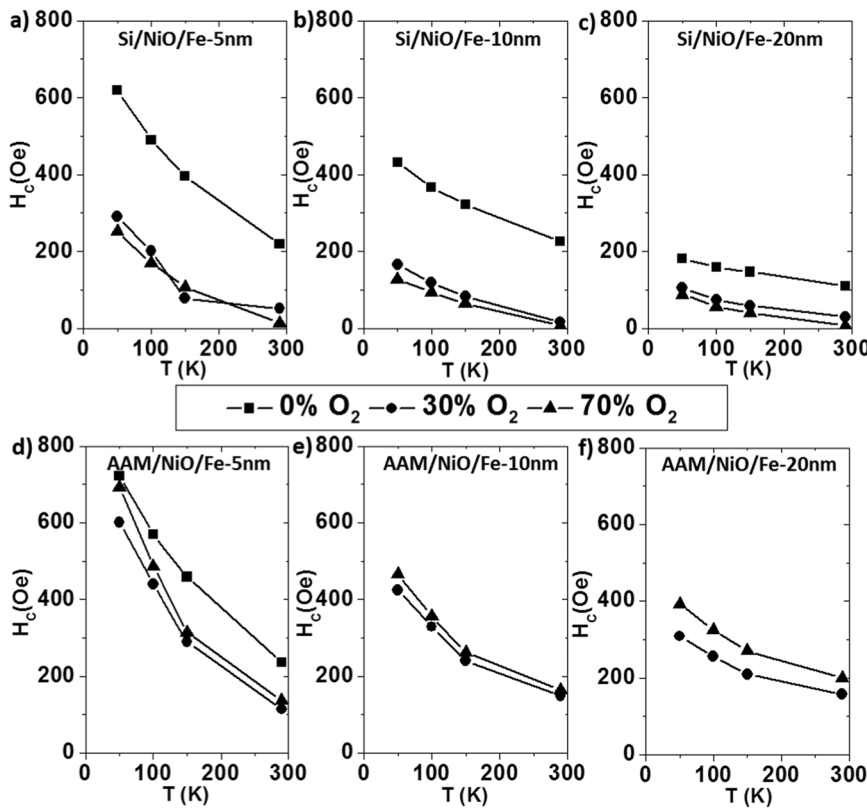 a) 800 Si/NiO/Fe-5nm
600
400
200
0
0 100 200 300
H_C(Oe)
T (K)
b) 800 Si/NiO/Fe-10nm
600
400
200
0
0 100 200 300
H_C(Oe)
T (K)
c) 800 Si/NiO/Fe-20nm
600
400
200
0
0 100 200 300
H_C(Oe)
T (K)
0% O₂ 30% O₂ 70% O₂
d) 800 AAM/NiO/Fe-5nm
600
400
200
0
0 100 200 300
H_C(Oe)
T (K)
e) 800 AAM/NiO/Fe-10nm
600
400
200
0
0 100 200 300
H_C(Oe)
T (K)
f) 800 AAM/NiO/Fe-20nm
600
400
200
0
0 100 200 300
H_C(Oe)
T (K)